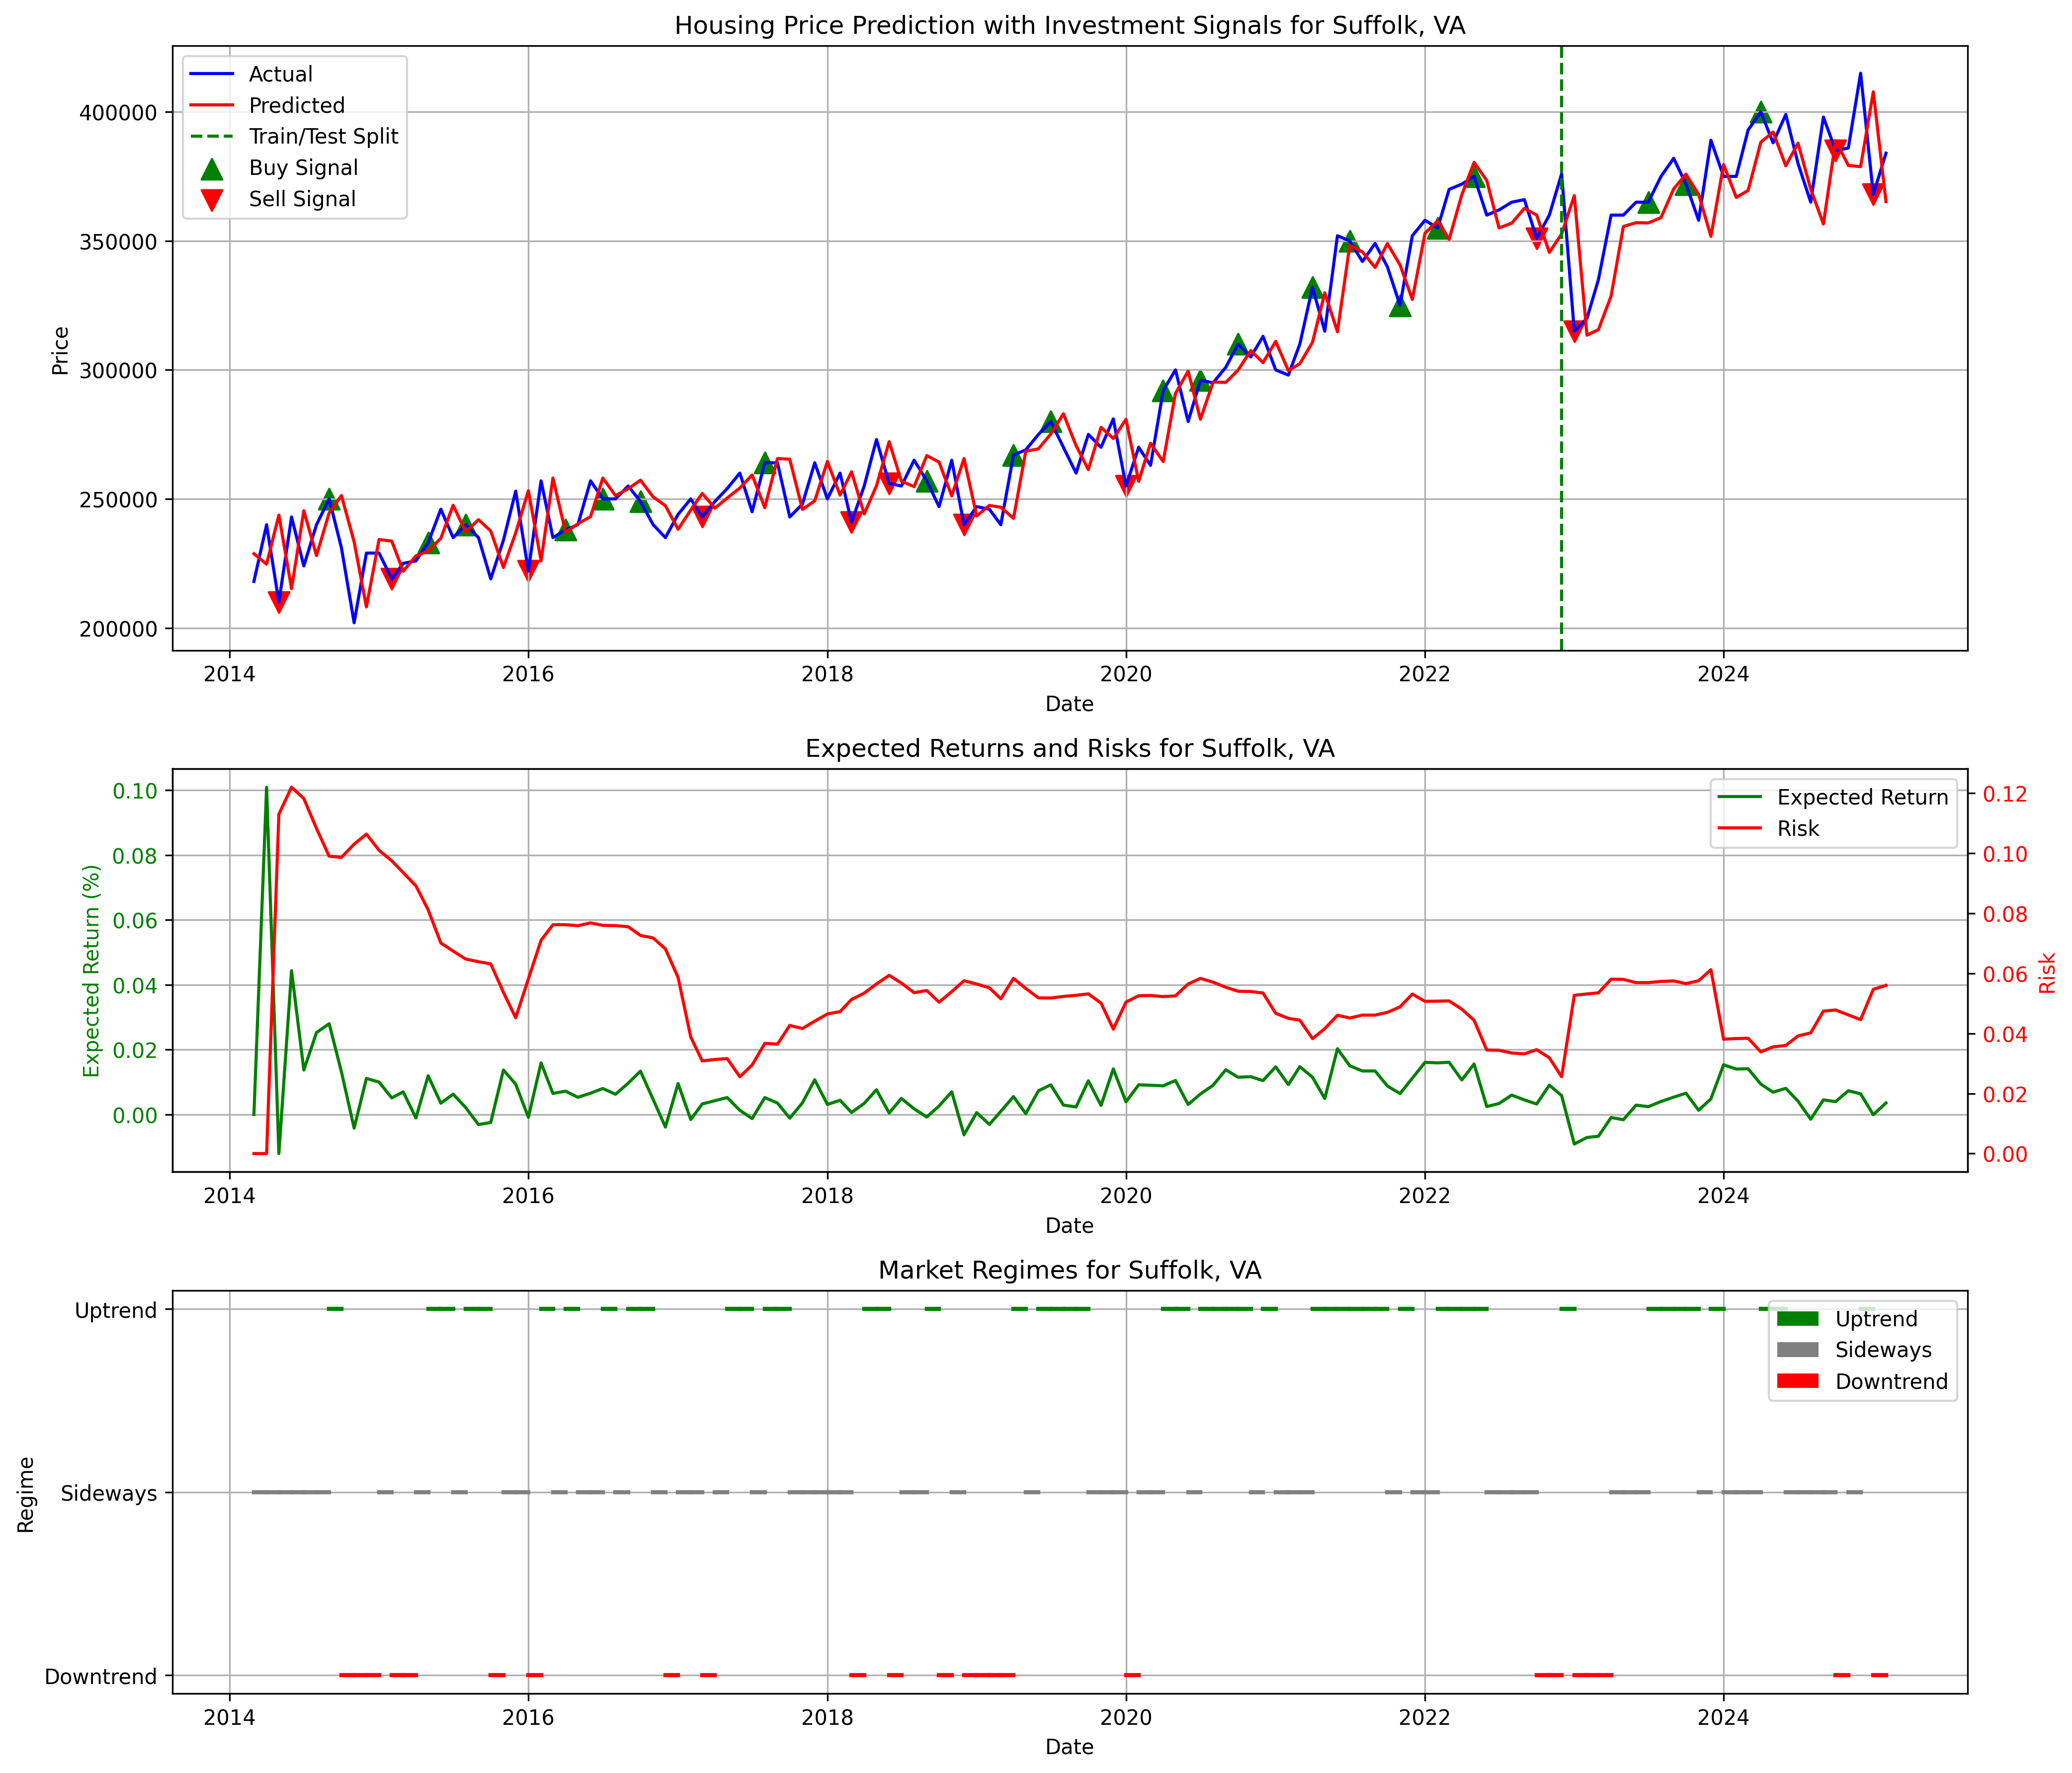 Housing Price Prediction with Investment Signals for Suffolk, VA
Actual
Predicted
Train/Test Split
Buy Signal
Sell Signal
Price
400000
350000
300000
250000
200000
2014 2016 2018 2020 2022 2024
Date
Expected Returns and Risks for Suffolk, VA
Expected Return (%)
0.10
0.08
0.06
0.04
0.02
0.00
Expected Return
Risk
0.12
0.10
0.08
0.06
0.04
0.02
0.00
Risk
2014 2016 2018 2020 2022 2024
Date
Market Regimes for Suffolk, VA
Regime
Uptrend
Sideways
Downtrend
Uptrend
Sideways
Downtrend
2014 2016 2018 2020 2022 2024
Date